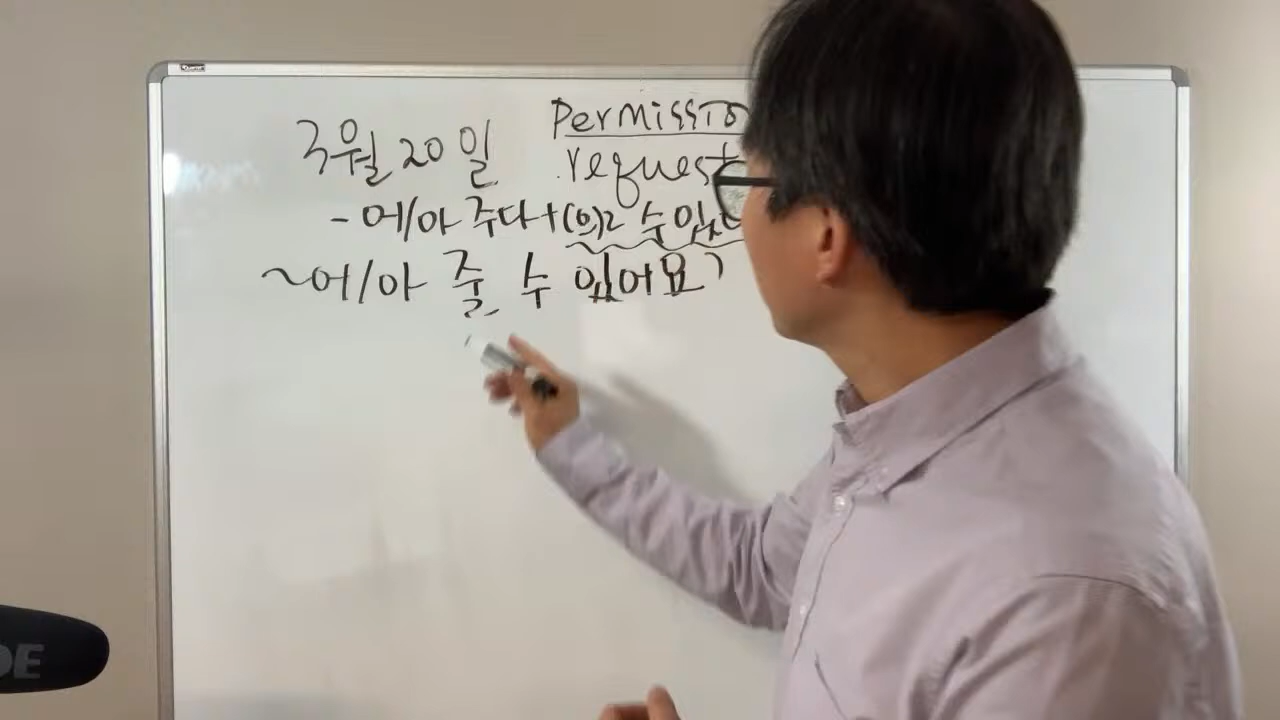 3월 20일
Permission
request
- 어/아 주다 + (으)ㄹ 수 있
~어/아 줄 수 있어요?
DE